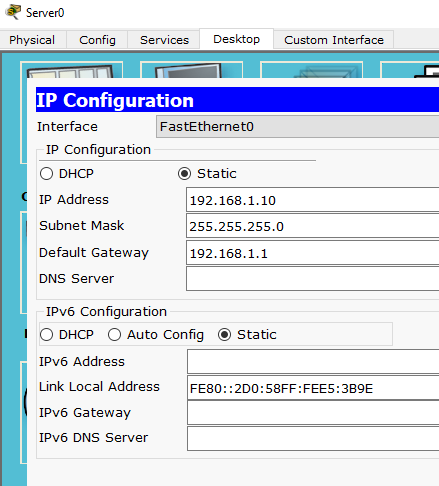 Server0
Physical Config Services Desktop Custom Interface
IP Configuration
Interface FastEthernet0
IP Configuration
DHCP Static
IP Address 192.168.1.10
Subnet Mask 255.255.255.0
Default Gateway 192.168.1.1
DNS Server
IPv6 Configuration
DHCP Auto Config Static
IPv6 Address
Link Local Address FE80::2D0:58FF:FEE5:3B9E
IPv6 Gateway
IPv6 DNS Server